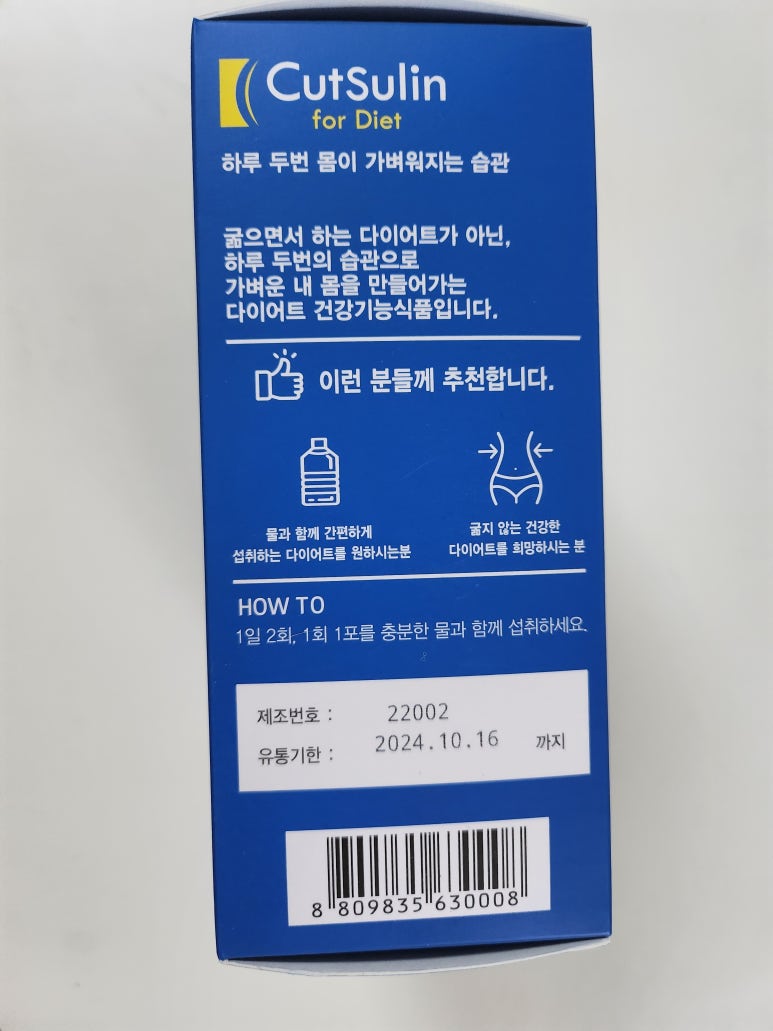 CutSulin
for Diet
하루 두번 몸이 가벼워지는 습관
굶으면서 하는 다이어트가 아닌,
하루 두번의 습관으로
가벼운 내 몸을 만들어가는
다이어트 건강기능식품입니다.
이런 분들께 추천합니다.
물과 함께 간편하게
섭취하는 다이어트를 원하시는분
굶지 않는 건강한
다이어트를 희망하시는 분
HOW TO
1일 2회, 1회 1포를 충분한 물과 함께 섭취하세요.
제조번호 : 22002
유통기한 : 2024.10.16 까지
8 809835 630008